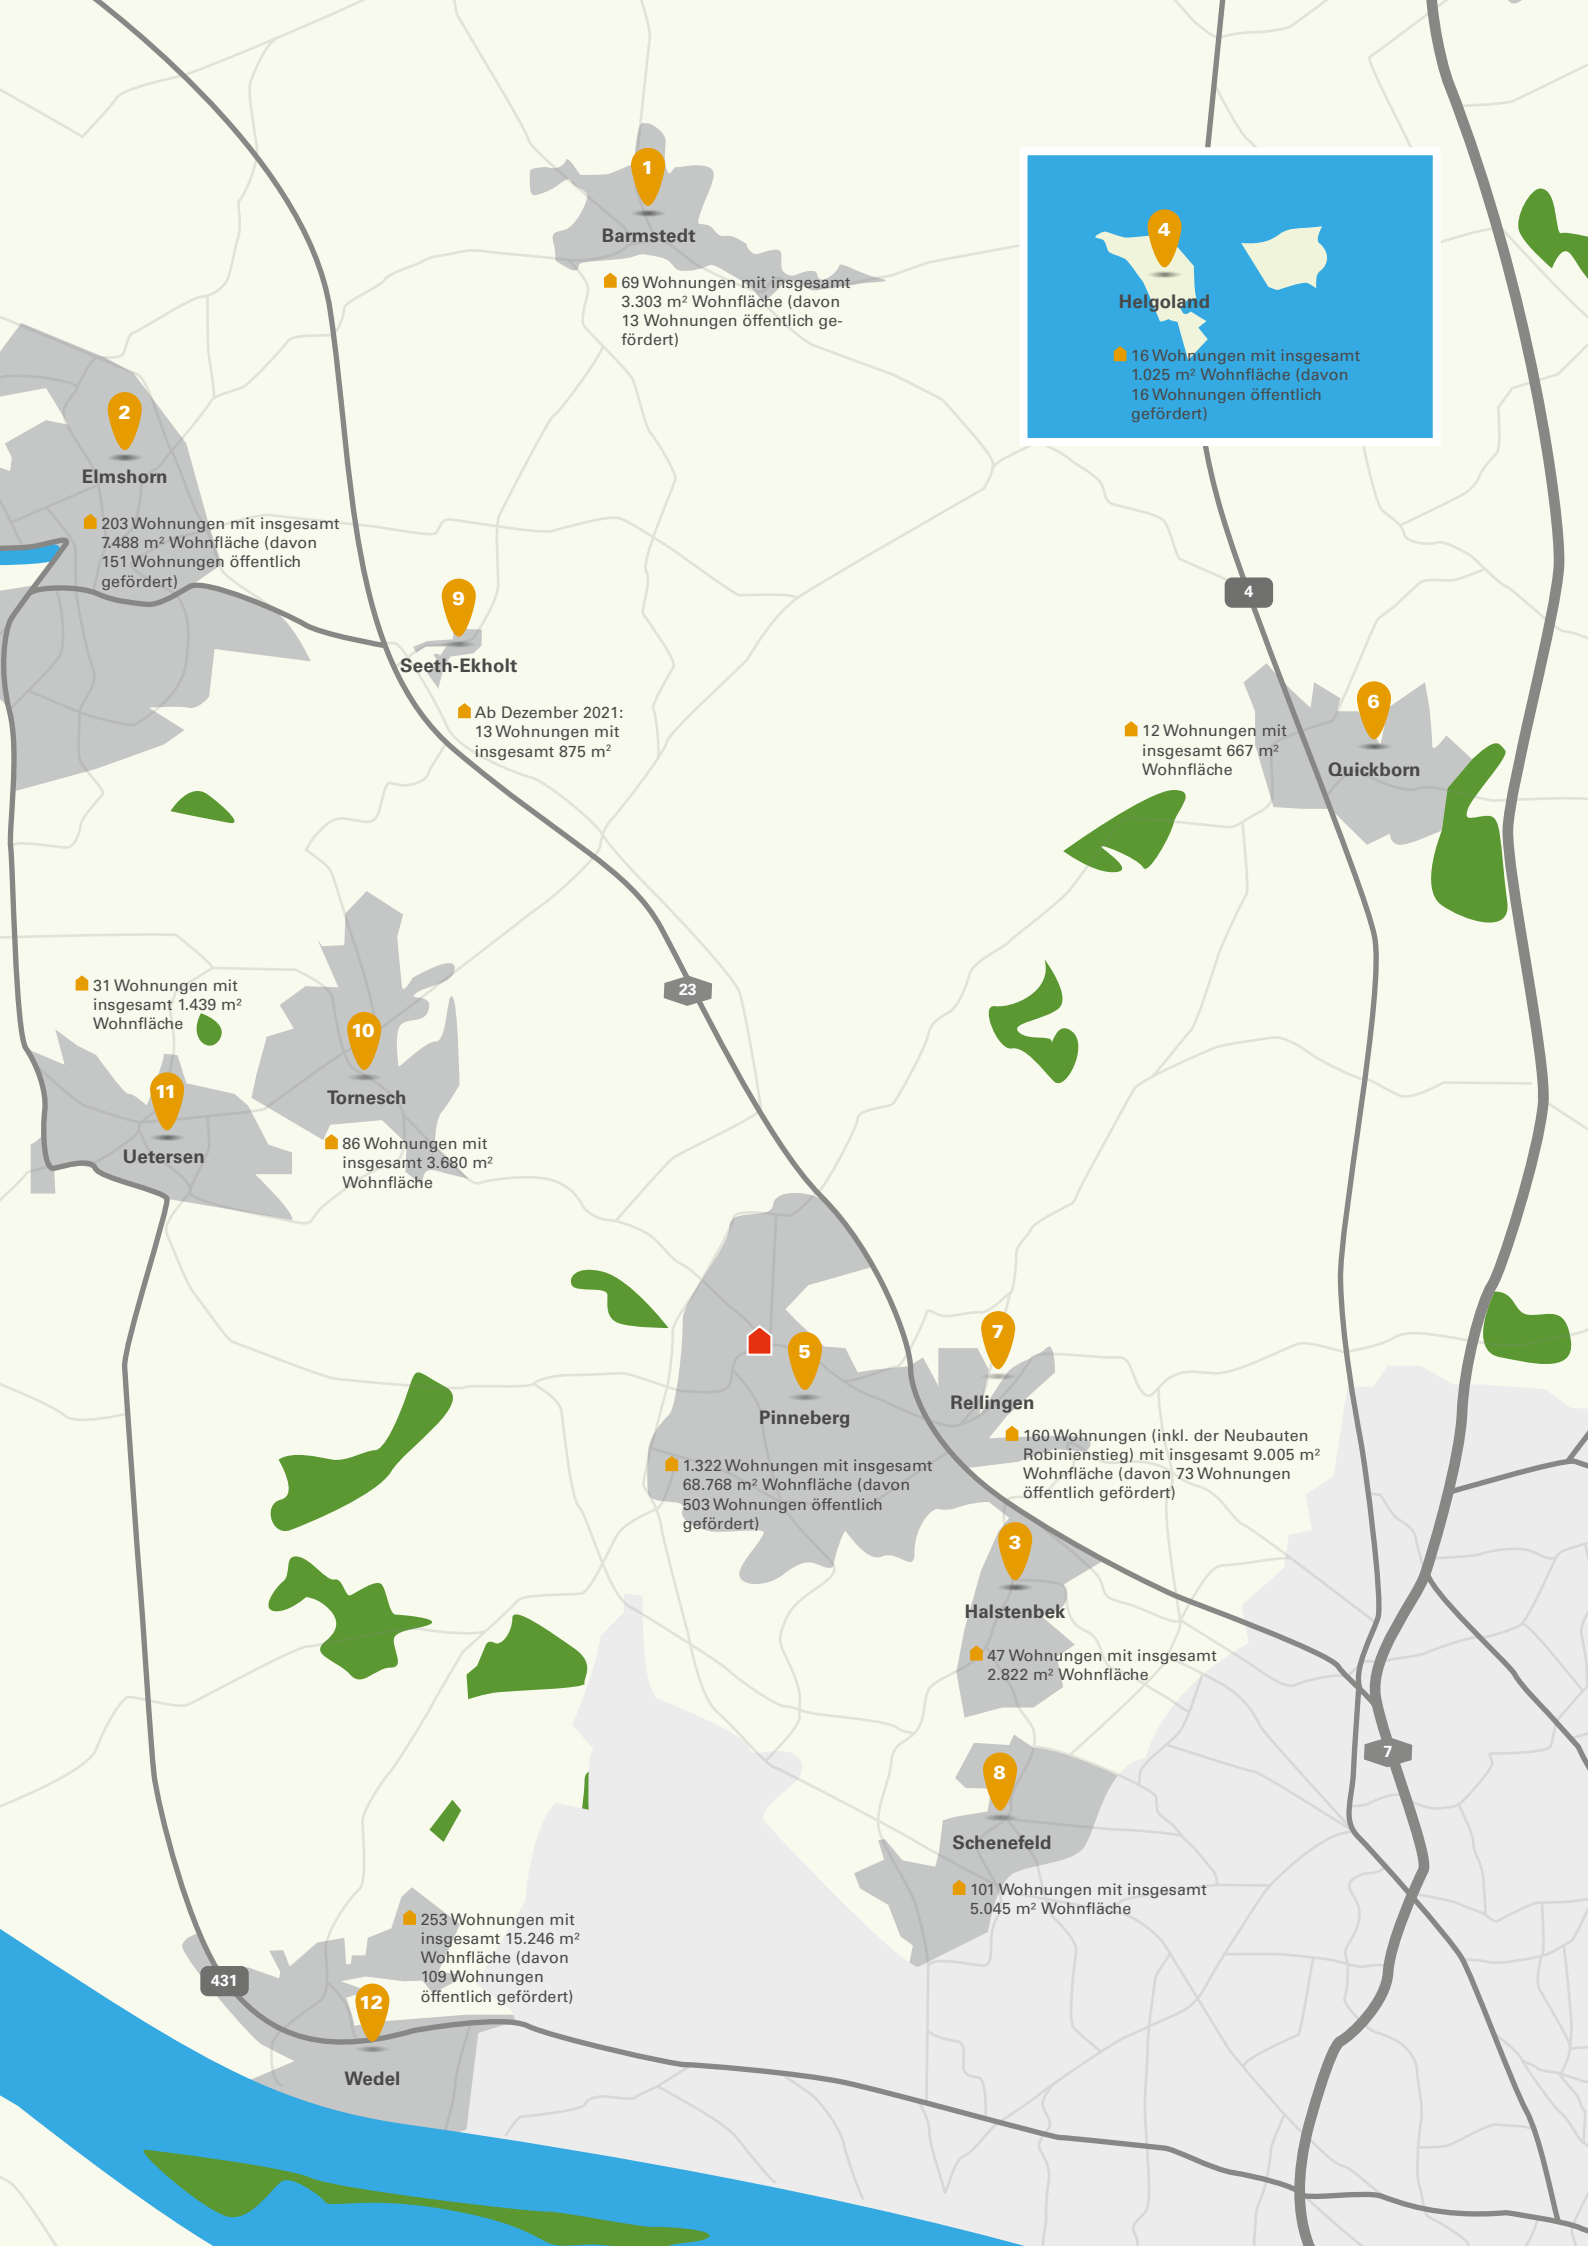 1
Barmstedt
69 Wohnungen mit insgesamt
3.303 m² Wohnfläche (davon
13 Wohnungen öffentlich ge-
fördert)
4
Helgoland
16 Wohnungen mit insgesamt
1.025 m² Wohnfläche (davon
16 Wohnungen öffentlich
gefördert)
2
Elmshorn
203 Wohnungen mit insgesamt
7.488 m² Wohnfläche (davon
151 Wohnungen öffentlich
gefördert)
9
Seeth-Ekholt
Ab Dezember 2021:
13 Wohnungen mit
insgesamt 875 m²
4
6
Quickborn
12 Wohnungen mit
insgesamt 667 m²
Wohnfläche
23
31 Wohnungen mit
insgesamt 1.439 m²
Wohnfläche
11
Uetersen
10
Tornesch
86 Wohnungen mit
insgesamt 3.680 m²
Wohnfläche
5
Pinneberg
1.322 Wohnungen mit insgesamt
68.768 m² Wohnfläche (davon
503 Wohnungen öffentlich
gefördert)
7
Rellingen
160 Wohnungen (inkl. der Neubauten
Robinienstieg) mit insgesamt 9.005 m²
Wohnfläche (davon 73 Wohnungen
öffentlich gefördert)
3
Halstenbek
47 Wohnungen mit insgesamt
2.822 m² Wohnfläche
7
8
Schenefeld
101 Wohnungen mit insgesamt
5.045 m² Wohnfläche
253 Wohnungen mit
insgesamt 15.246 m²
Wohnfläche (davon
109 Wohnungen
öffentlich gefördert)
431
12
Wedel